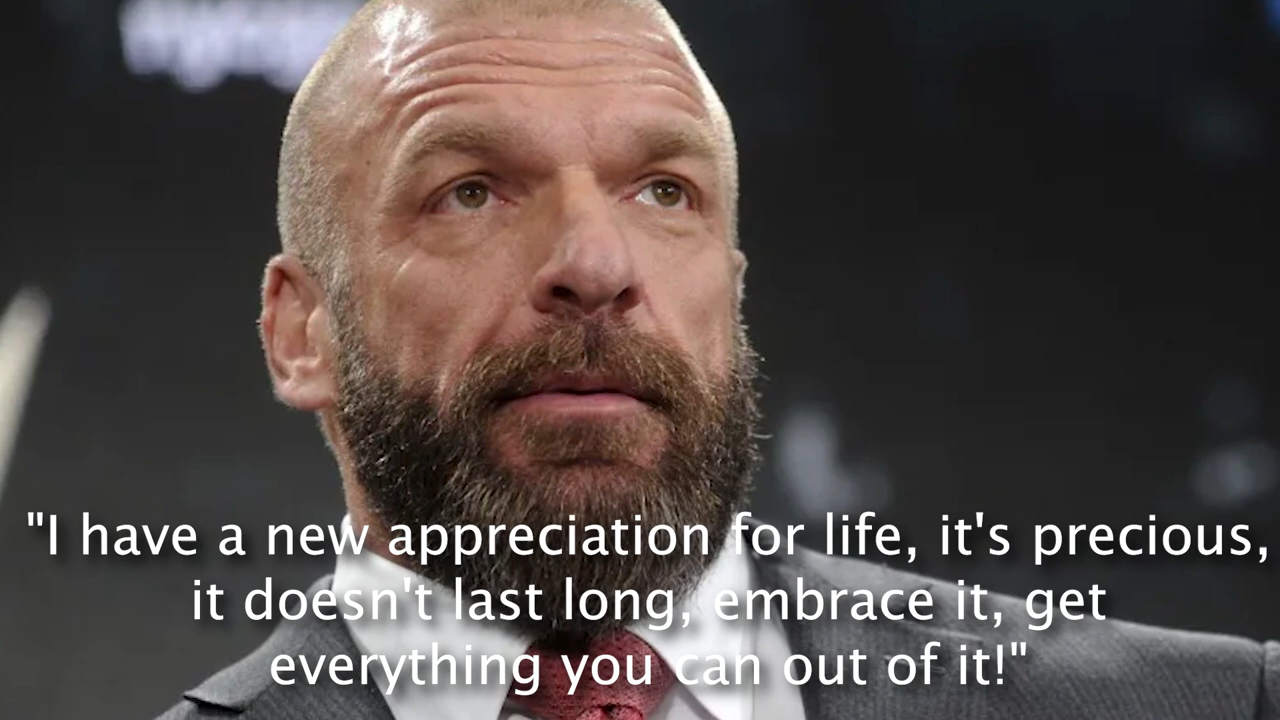 "I have a new appreciation for life, it's precious,
it doesn't last long, embrace it, get
everything you can out of it!"